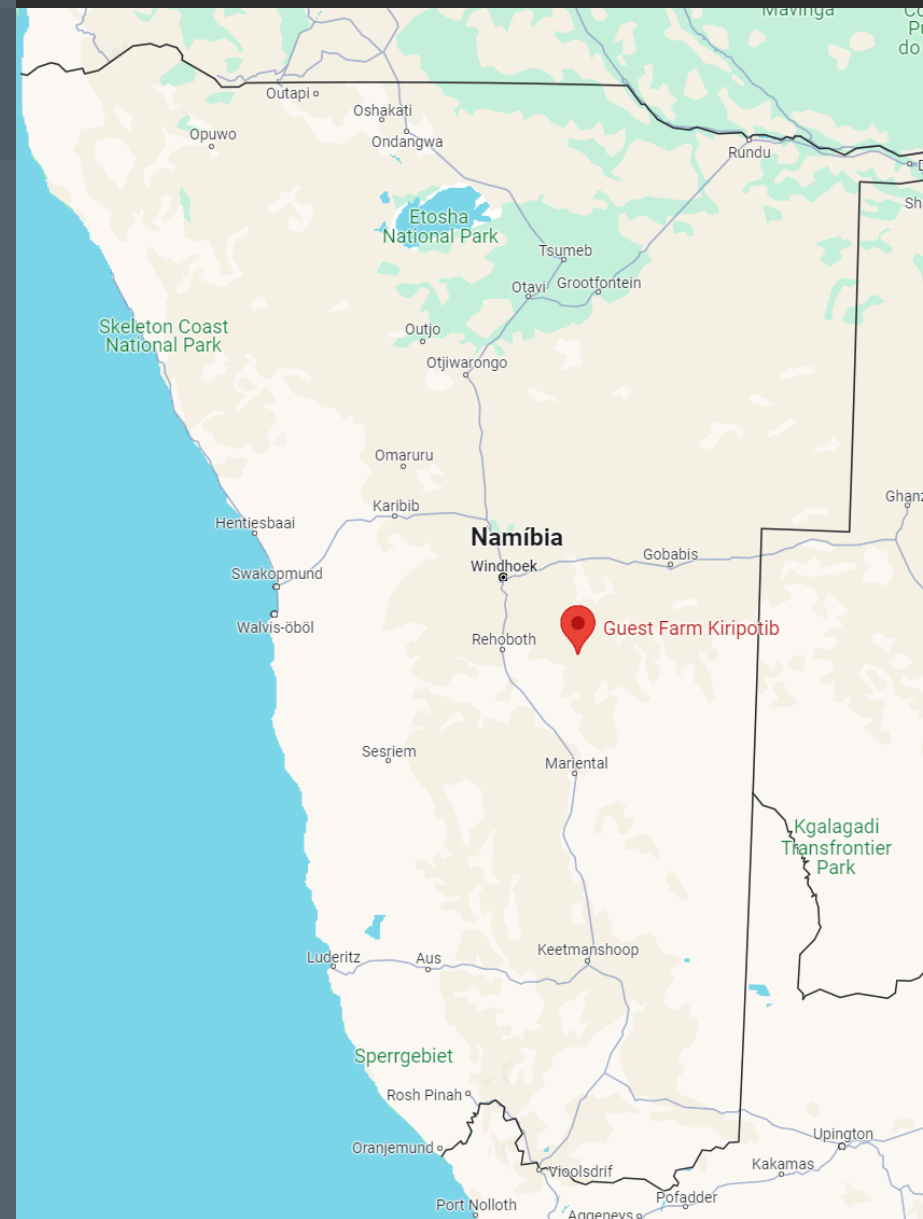 Mavinga
Outapi
Oshakati
Opuwo
Ondangwa
Rundu
Etosha
National Park
Tsumeb
Otavi
Grootfontein
Skeleton Coast
National Park
Outjo
Otjiwarongo
Omaruru
Karibib
Hentiesbaai
Namíbia
Gobabis
Windhoek
Swakopmund
Walvis-öböl
Rehoboth
Guest Farm Kiripotib
Sesriem
Mariental
Kgalagadi
Transfrontier
Park
Keetmanshoop
Luderitz
Aus
Sperrgebiet
Rosh Pinah
Oranjemund
Upington
Vioolsdrif
Kakamas
Pofadder
Port Nolloth
Aggeneys